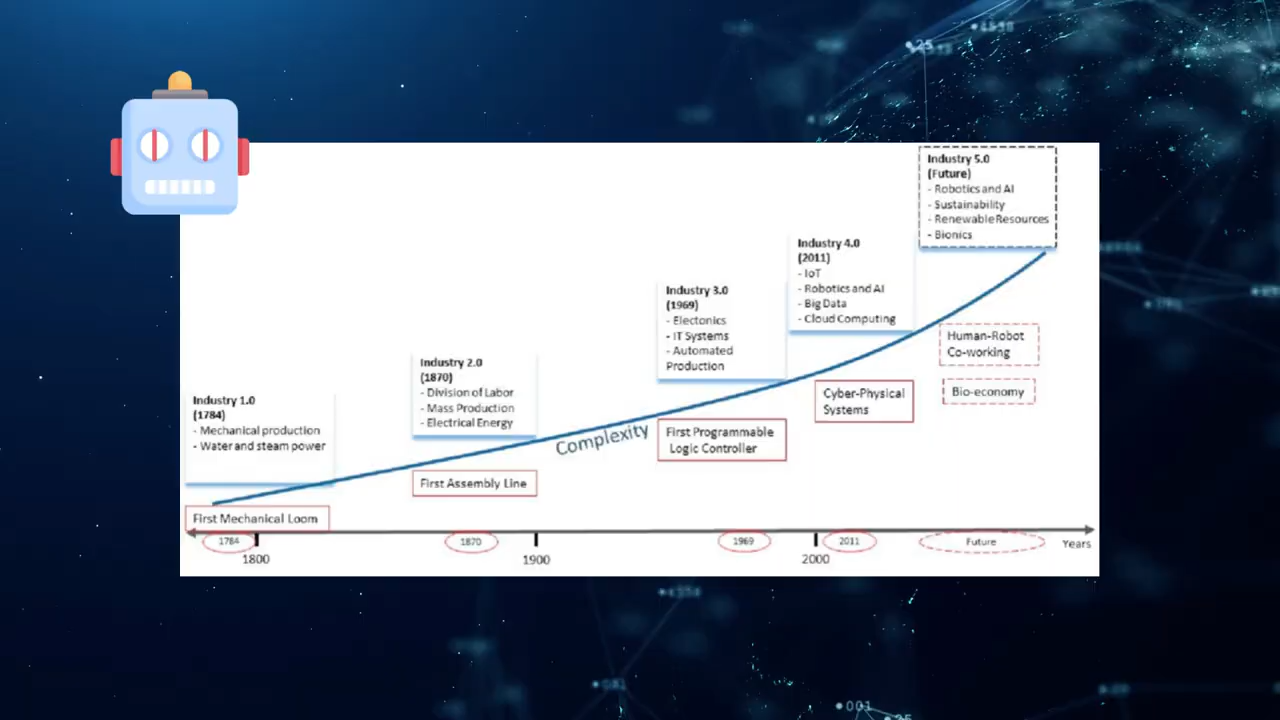 Industry 5.0
(Future)
- Robotics and AI
- Sustainability
- Renewable Resources
- Bionics
Industry 4.0
(2011)
- IoT
- Robotics and AI
- Big Data
- Cloud Computing
Industry 3.0
(1969)
- Electonics
- IT Systems
- Automated
Production
Industry 2.0
(1870)
- Division of Labor
- Mass Production
- Electrical Energy
Industry 1.0
(1784)
- Mechanical production
- Water and steam power
Human-Robot
Co-working
Bio-economy
Cyber-Physical
Systems
First Programmable
Logic Controller
Complexity
First Assembly Line
First Mechanical Loom
1784
1870
1969
2011
Future
Years
1800
1900
2000
25
001
25